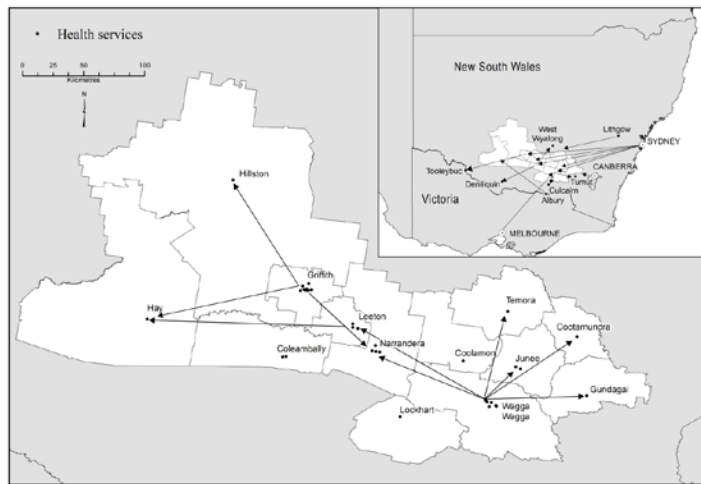 Health services
0 25 50 100
Kilometres
N
Hillston
Griffith
Hay
Leeton
Narrandera
Coleambally
Temora
Cootamundra
Coolamon
Junee
Gundagai
Wagga
Wagga
Lockhart
New South Wales
West
Wyalong
Lithgow
SYDNEY
CANBERRA
Tooleybuc
Deniliquin
Tumut
Culcairn
Albury
Victoria
MELBOURNE